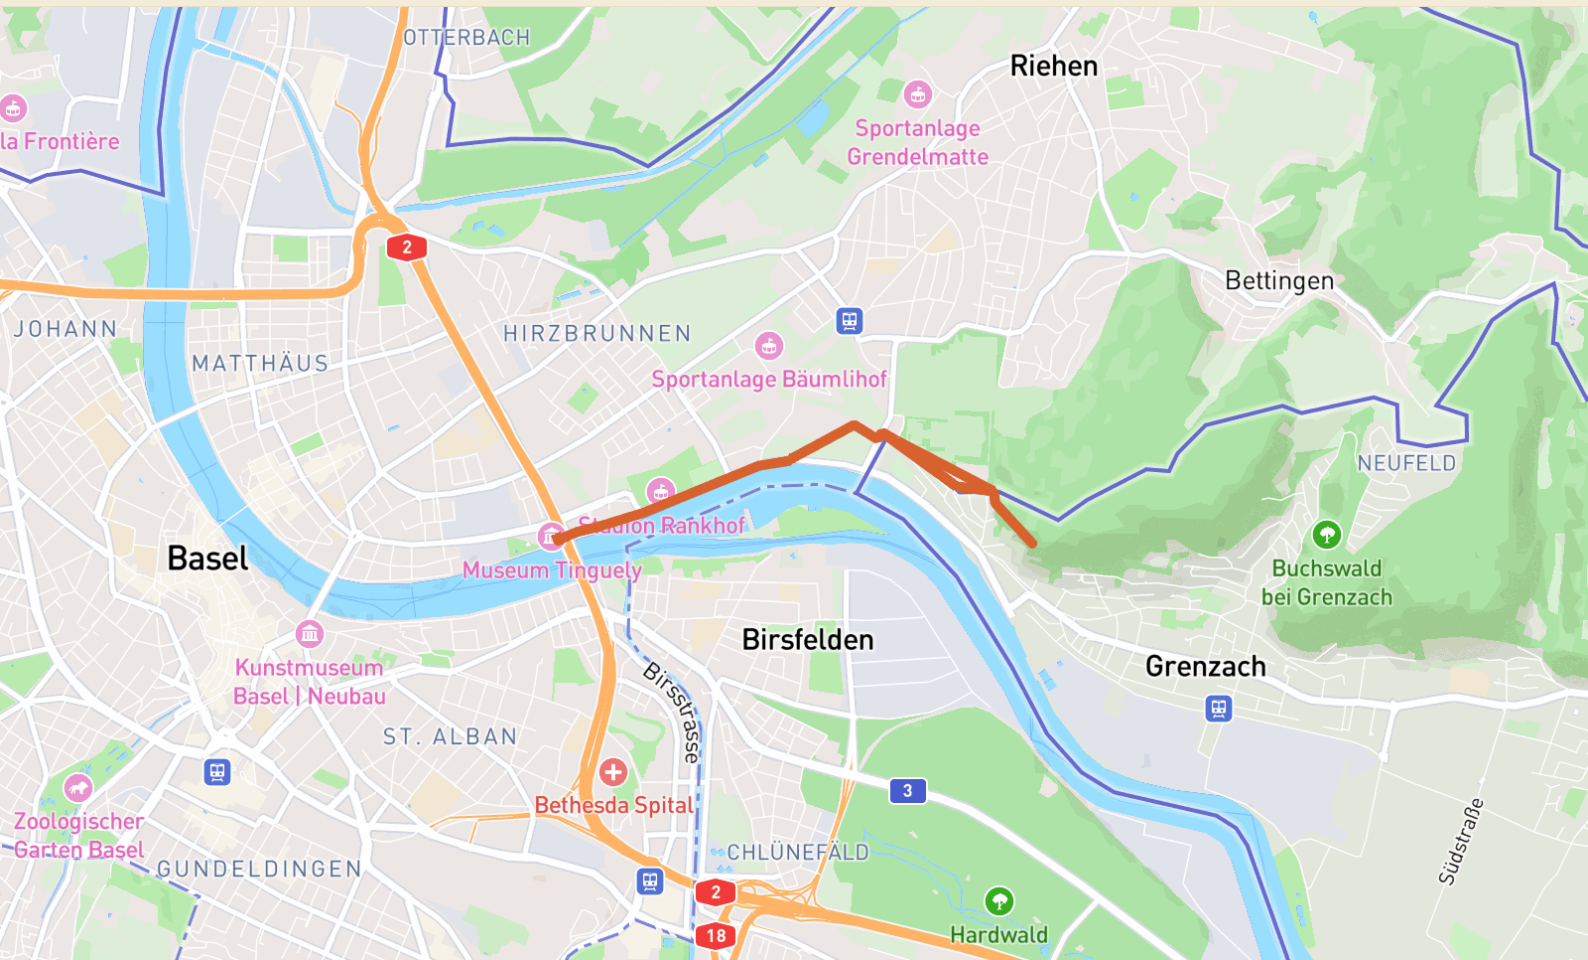 OTTERBACH
Riehen
la Frontière
Sportanlage
Grendelmatte
2
Bettingen
JOHANN
HIRZBRUNNEN
MATTHÄUS
Sportanlage Bäumlihof
NEUFELD
Stadion Rankhof
Basel
Museum Tinguely
Buchswald
bei Grenzach
Birsfelden
Kunstmuseum
Basel | Neubau
Grenzach
Birsstrasse
ST. ALBAN
3
Bethesda Spital
Zoologischer
Garten Basel
Südstraße
CHLÜNEFÄLD
GUNDELDINGEN
2
18
Hardwald